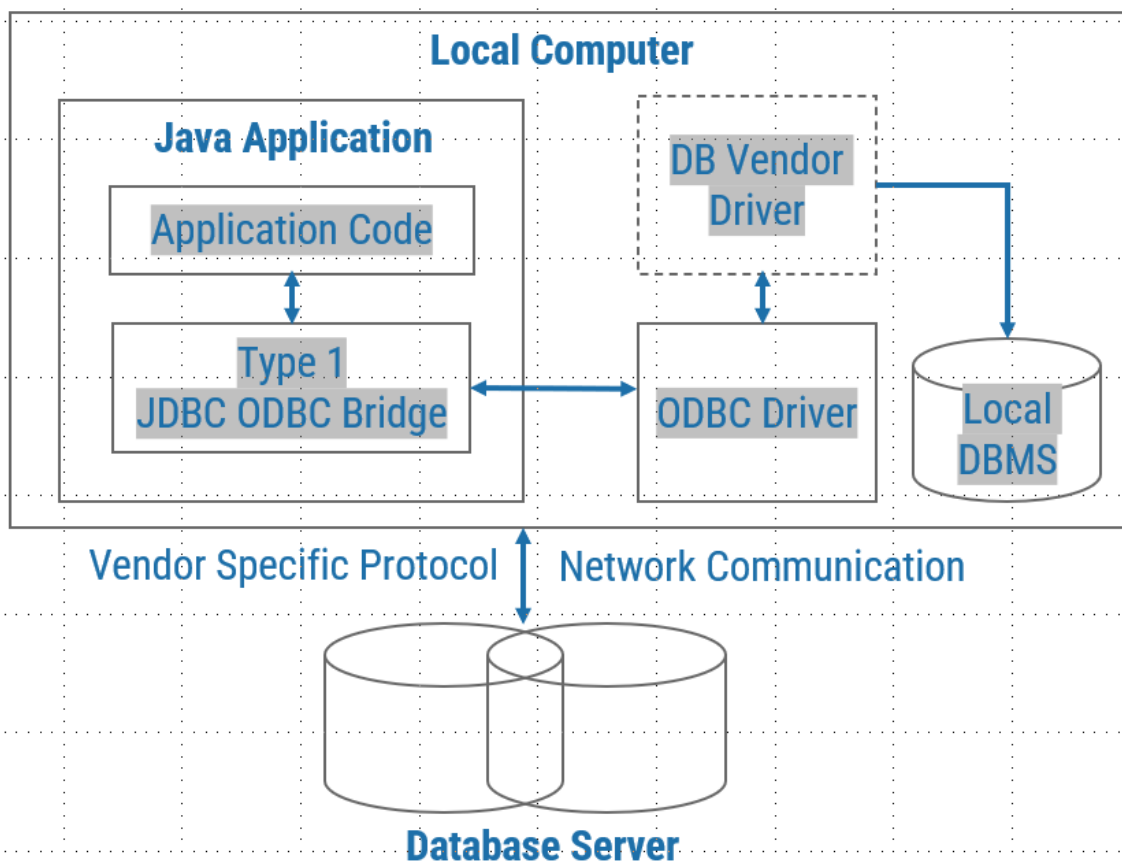 Local Computer
Java Application
Application Code
Type 1
JDBC ODBC Bridge
DB Vendor
Driver
ODBC Driver
Local
DBMS
Vendor Specific Protocol
Network Communication
Database Server